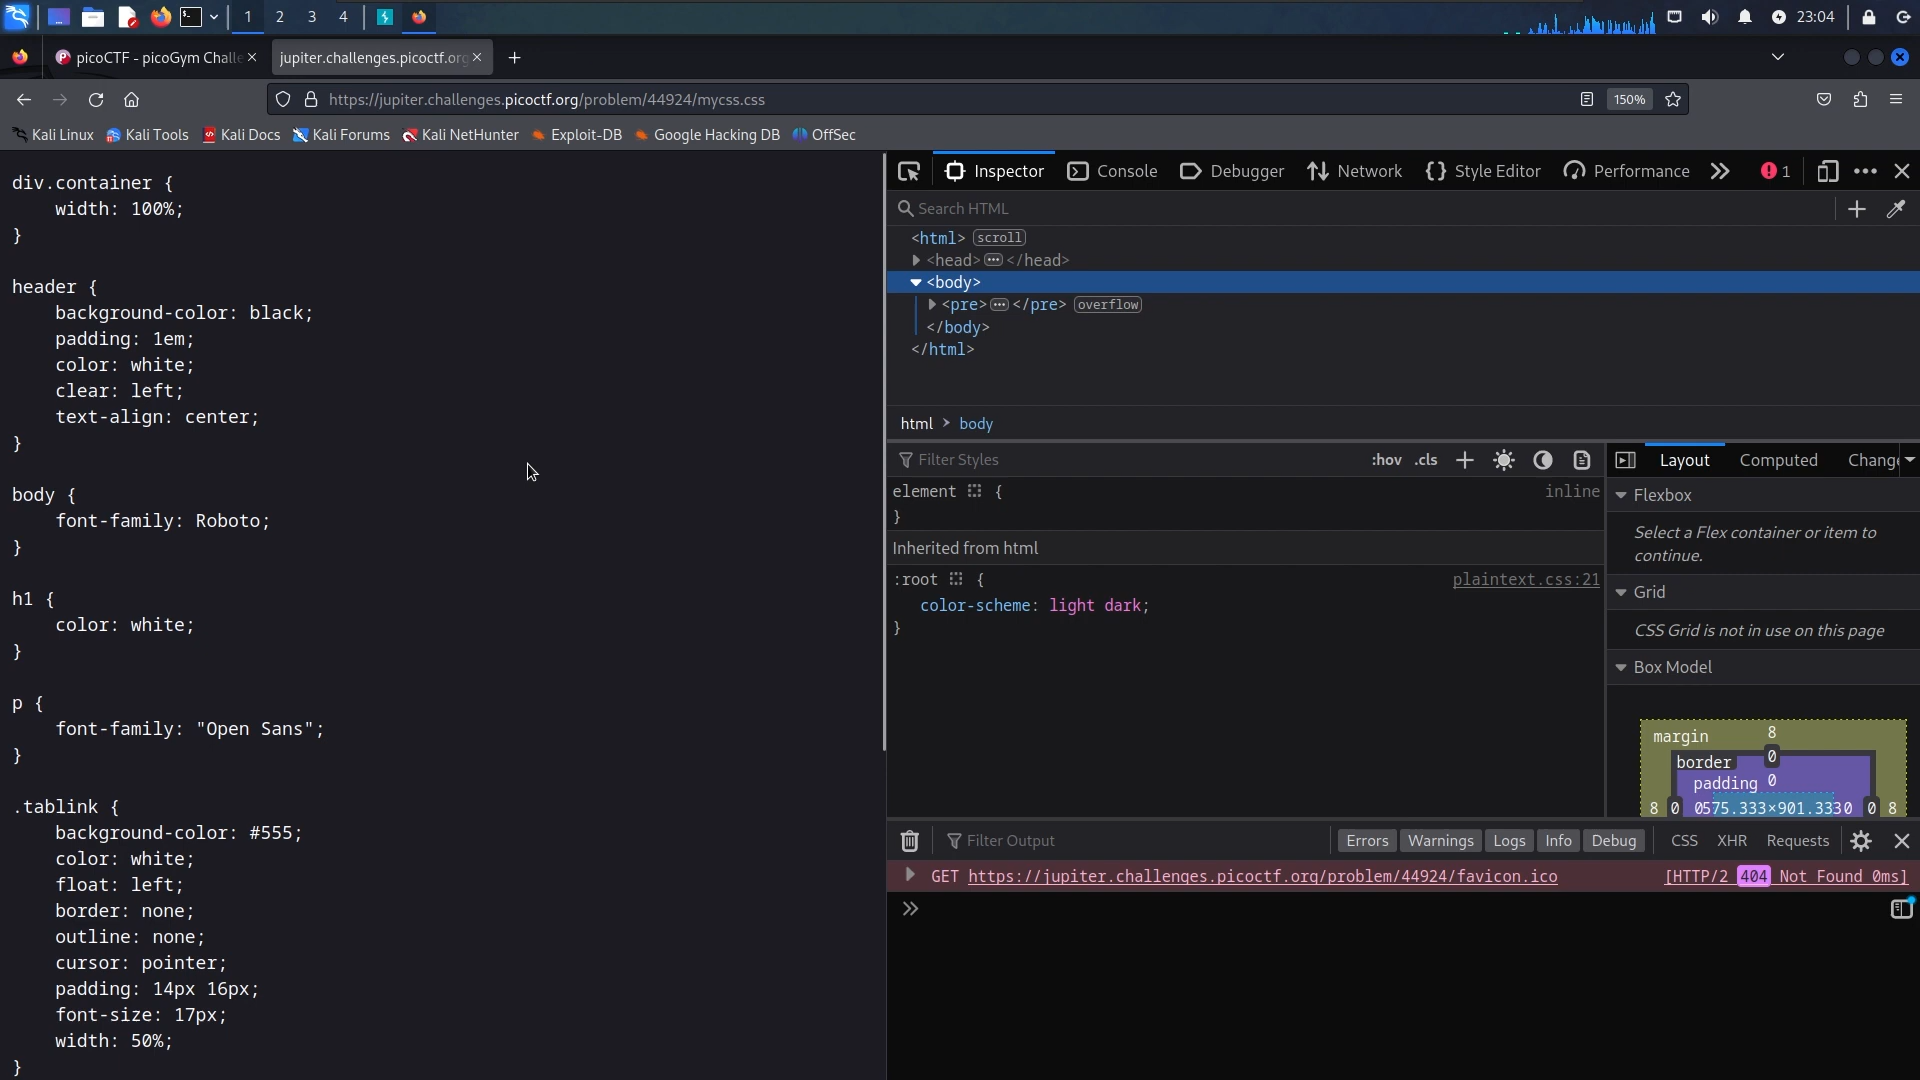 1 2 3 4 23:04
picoCTF - picoGym Challe
jupiter.challenges.picoctf.org
https://jupiter.challenges.picoctf.org/problem/44924/mycss.css 150%
Kali Linux Kali Tools Kali Docs Kali Forums Kali NetHunter Exploit-DB Google Hacking DB OffSec
div.container {
width: 100%;
}
header {
background-color: black;
padding: 1em;
color: white;
clear: left;
text-align: center;
}
body {
font-family: Roboto;
}
h1 {
color: white;
}
p {
font-family: "Open Sans";
}
.tablink {
background-color: #555;
color: white;
float: left;
border: none;
outline: none;
cursor: pointer;
padding: 14px 16px;
font-size: 17px;
width: 50%;
}
Inspector Console Debugger Network Style Editor Performance 1
Search HTML
<html> scroll
<head> ••• </head>
<body>
<pre> ••• </pre> overflow
</body>
</html>
html > body
Filter Styles :hov .cls
element { inline
}
Inherited from html
:root { plaintext.css:21
color-scheme: light dark;
}
Layout Computed Change
Flexbox
Select a Flex container or item to
continue.
Grid
CSS Grid is not in use on this page
Box Model
margin 8
border 0
padding 0
8 0 0 575.333×901.333 0 0 8
Filter Output Errors Warnings Logs Info Debug CSS XHR Requests
GET https://jupiter.challenges.picoctf.org/problem/44924/favicon.ico [HTTP/2 404 Not Found 0ms]